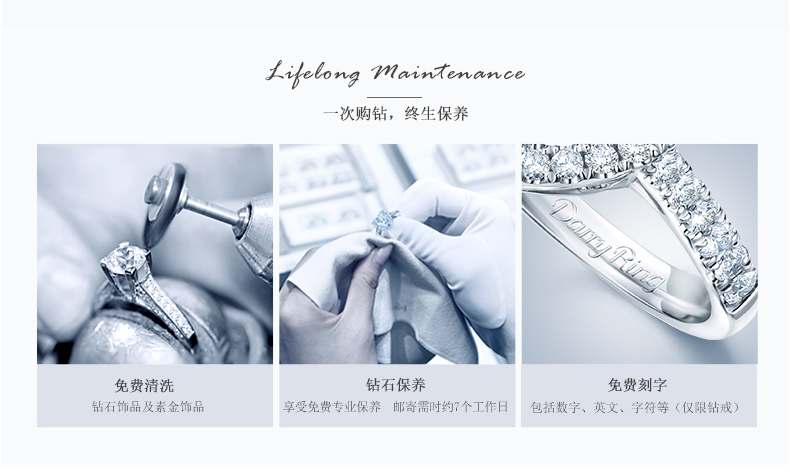 Lifelong Maintenance
一次购钻，终生保养
Darry Ring
免费清洗
钻石饰品及素金饰品
钻石保养
享受免费专业保养 邮寄需时约7个工作日
免费刻字
包括数字、英文、字符等（仅限钻戒）